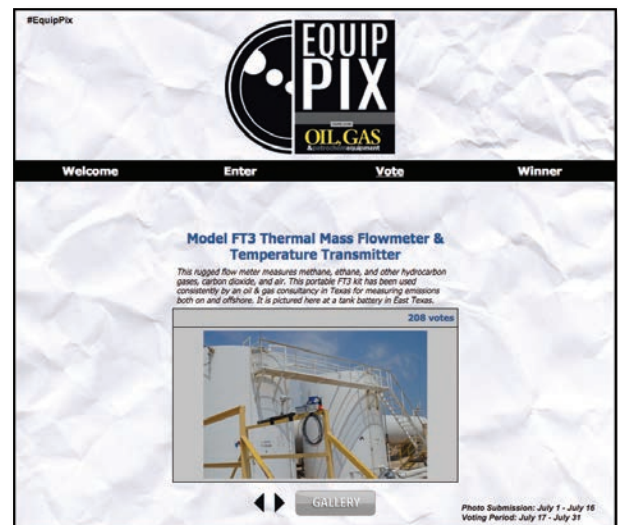 #EquipPix
EQUIP
PIX
OIL, GAS
&petrochem equipment
Welcome Enter Vote Winner
Model FT3 Thermal Mass Flowmeter &
Temperature Transmitter
This rugged flow meter measures methane, ethane, and other hydrocarbon
gases, carbon dioxide, and air. This portable FT3 kit has been used
consistently by an oil & gas consultancy in Texas for measuring emissions
both on and offshore. It is pictured here at a tank battery in East Texas.
208 votes
GALLERY
Photo Submission: July 1 - July 16
Voting Period: July 17 - July 31